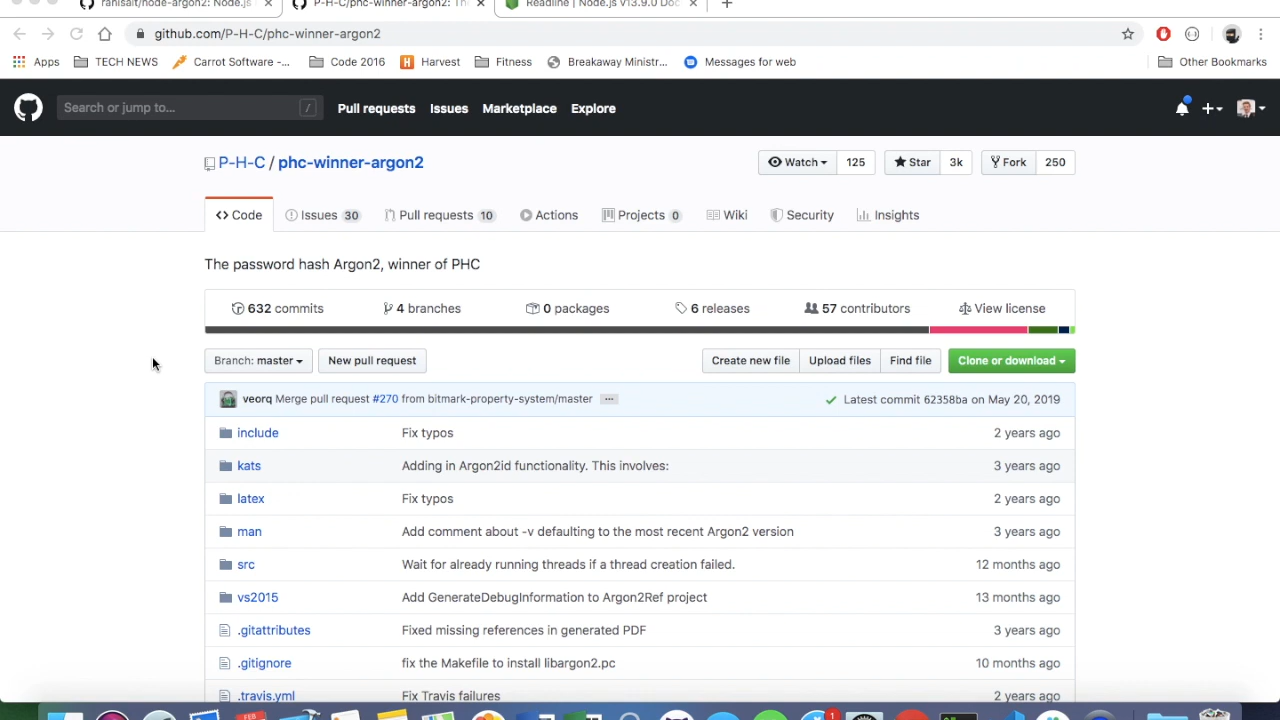 ranisalt/node-argon2: Node.js
P-H-C/phc-winner-argon2: The
Readline | Node.js v13.9.0 Doc
github.com/P-H-C/phc-winner-argon2
Apps
TECH NEWS
Carrot Software -...
Code 2016
Harvest
Fitness
Breakaway Ministr...
Messages for web
Other Bookmarks
Search or jump to... /
Pull requests
Issues
Marketplace
Explore
P-H-C / phc-winner-argon2
Watch 125
Star 3k
Fork 250
Code
Issues 30
Pull requests 10
Actions
Projects 0
Wiki
Security
Insights
The password hash Argon2, winner of PHC
632 commits
4 branches
0 packages
6 releases
57 contributors
View license
Branch: master
New pull request
Create new file
Upload files
Find file
Clone or download
veorq Merge pull request #270 from bitmark-property-system/master ...
Latest commit 62358ba on May 20, 2019
include Fix typos 2 years ago
kats Adding in Argon2id functionality. This involves: 3 years ago
latex Fix typos 2 years ago
man Add comment about -v defaulting to the most recent Argon2 version 3 years ago
src Wait for already running threads if a thread creation failed. 12 months ago
vs2015 Add GenerateDebugInformation to Argon2Ref project 13 months ago
.gitattributes Fixed missing references in generated PDF 3 years ago
.gitignore fix the Makefile to install libargon2.pc 10 months ago
.travis.yml Fix Travis failures 2 years ago
FEB
1